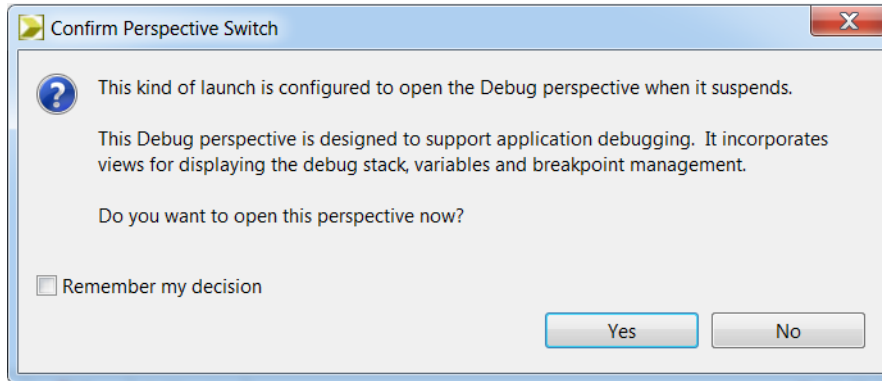 Confirm Perspective Switch
This kind of launch is configured to open the Debug perspective when it suspends.
This Debug perspective is designed to support application debugging.  It incorporates
views for displaying the debug stack, variables and breakpoint management.
Do you want to open this perspective now?
Remember my decision
Yes
No